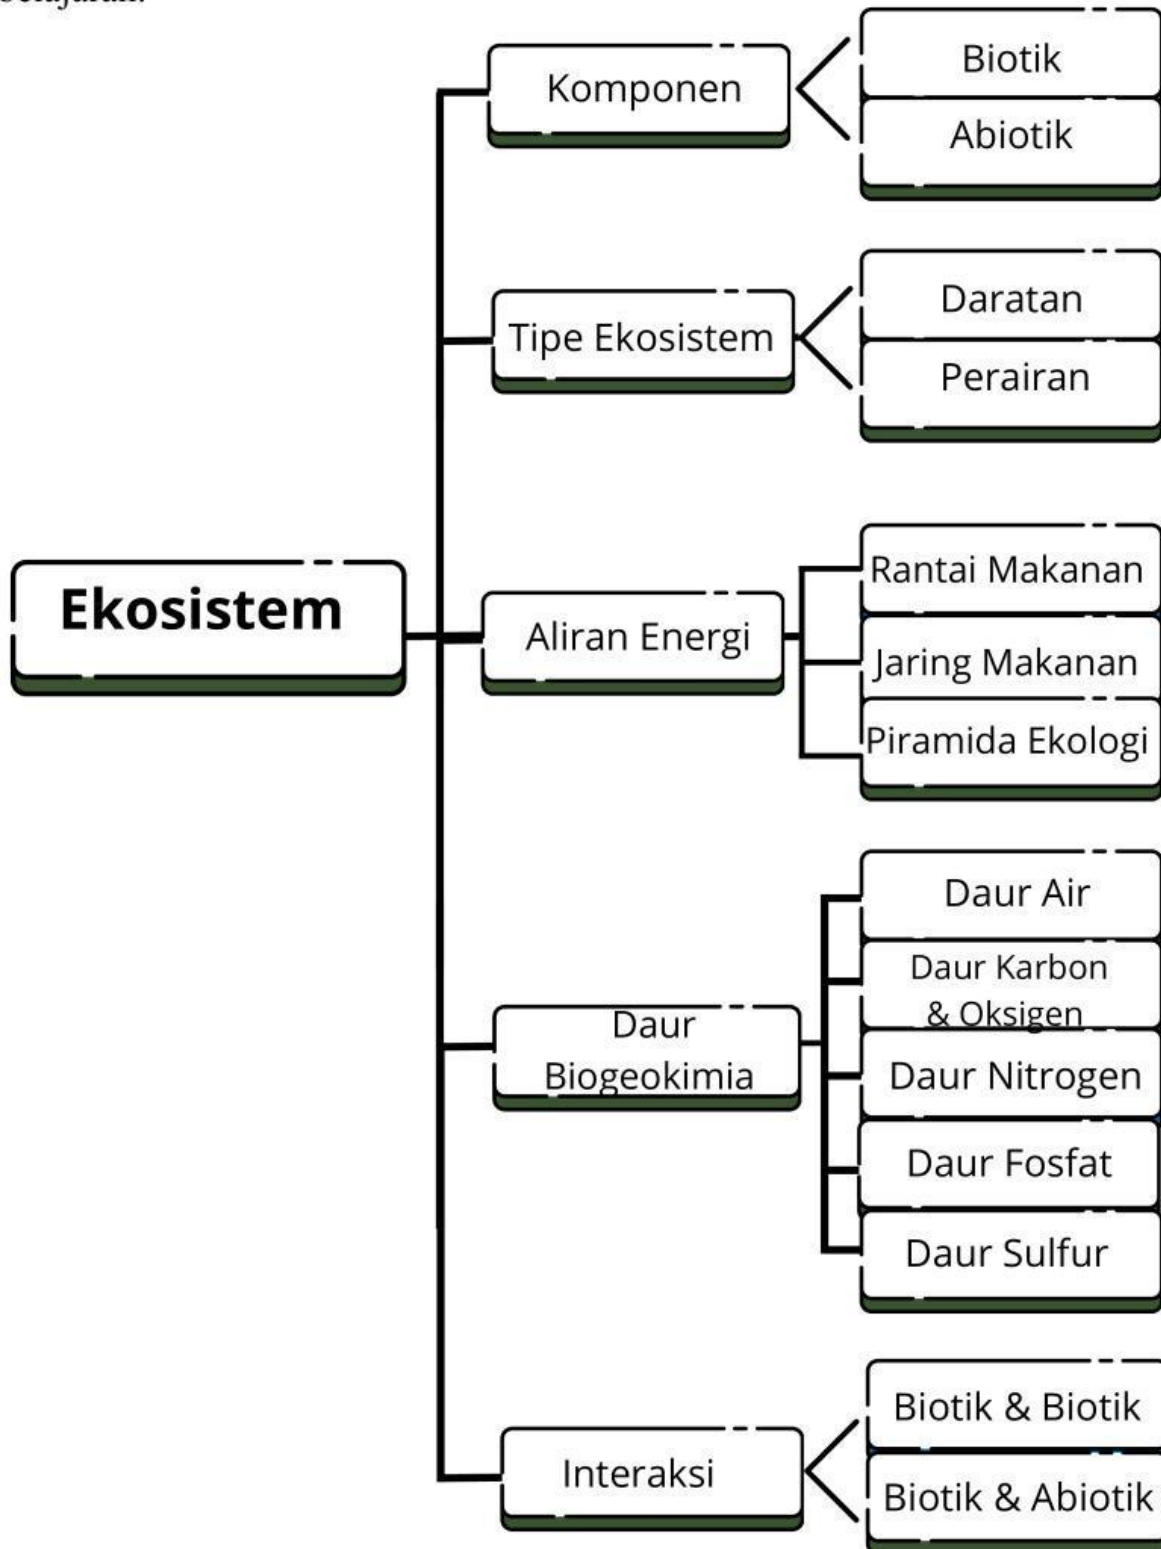 Komponen
Biotik
Abiotik
Tipe Ekosistem
Daratan
Perairan
Ekosistem
Aliran Energi
Rantai Makanan
Jaring Makanan
Piramida Ekologi
Daur
Biogeokimia
Daur Air
Daur Karbon
& Oksigen
Daur Nitrogen
Daur Fosfat
Daur Sulfur
Interaksi
Biotik & Biotik
Biotik & Abiotik